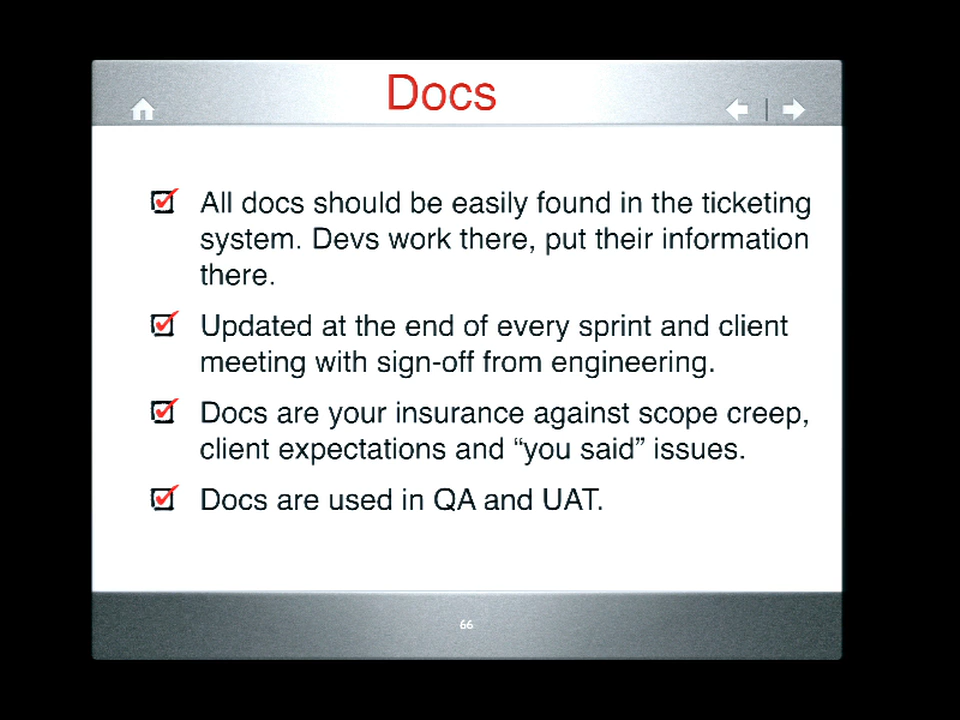 Docs
All docs should be easily found in the ticketing
system. Devs work there, put their information
there.
Updated at the end of every sprint and client
meeting with sign-off from engineering.
Docs are your insurance against scope creep,
client expectations and “you said” issues.
Docs are used in QA and UAT.
66